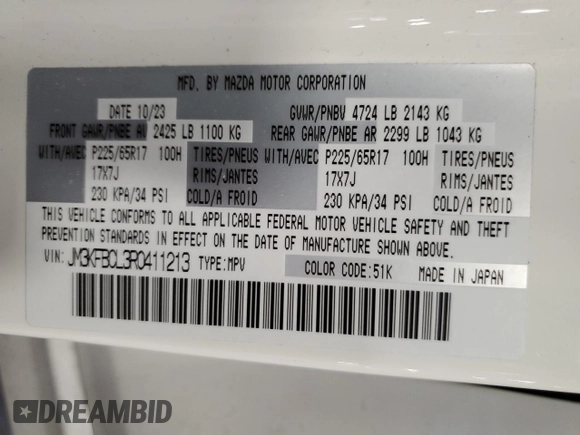 MFD. BY MAZDA MOTOR CORPORATION
DATE 10/23 GVWR/PNBV 4724 LB 2143 KG
FRONT GAWR/PNBE AV 2425 LB 1100 KG REAR GAWR/PNBE AR 2299 LB 1043 KG
WITH/AVEC P225/65R17 100H TIRES/PNEUS WITH/AVEC P225/65R17 100H TIRES/PNEUS
17X7J RIMS/JANTES 17X7J RIMS/JANTES
230 KPA/34 PSI COLD/A FROID 230 KPA/34 PSI COLD/A FROID
THIS VEHICLE CONFORMS TO ALL APPLICABLE FEDERAL MOTOR VEHICLE SAFETY AND THEFT
PREVENTION STANDARDS IN EFFECT ON THE DATE OF MANUFACTURE SHOWN ABOVE.
VIN: JM3KFBCL3R0411213 TYPE:MPV COLOR CODE:51K MADE IN JAPAN
DREAMBID